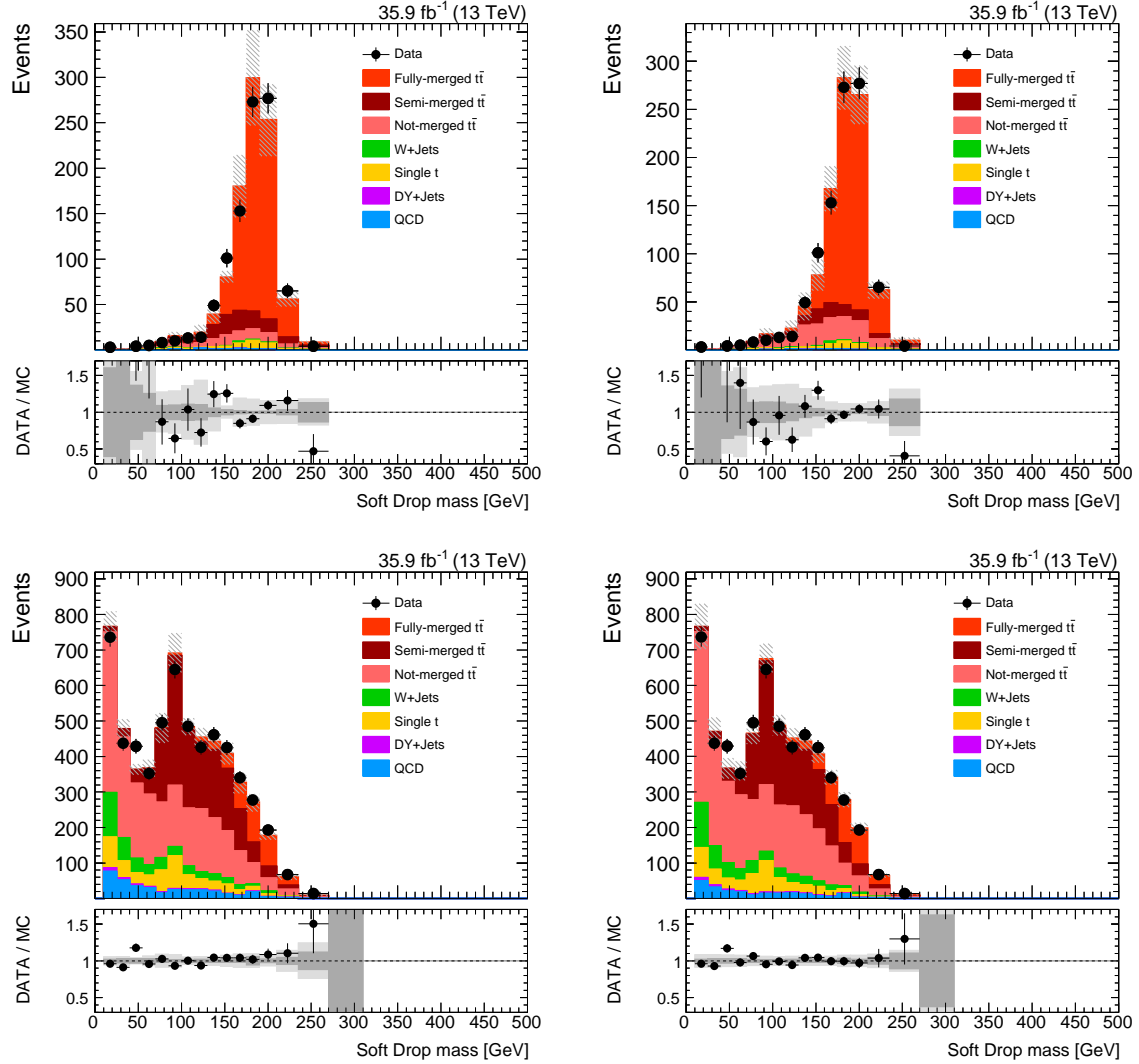 35.9 fb-1 (13 TeV)
Events
350
300
250
200
150
100
50
Data
Fully-merged tt̄
Semi-merged tt̄
Not-merged tt̄
W+Jets
Single t
DY+Jets
QCD
DATA / MC
1.5
1
0.5
0 50 100 150 200 250 300 350 400 450 500
Soft Drop mass [GeV]
35.9 fb-1 (13 TeV)
Events
300
250
200
150
100
50
Data
Fully-merged tt̄
Semi-merged tt̄
Not-merged tt̄
W+Jets
Single t
DY+Jets
QCD
DATA / MC
1.5
1
0.5
0 50 100 150 200 250 300 350 400 450 500
Soft Drop mass [GeV]
35.9 fb-1 (13 TeV)
Events
900
800
700
600
500
400
300
200
100
Data
Fully-merged tt̄
Semi-merged tt̄
Not-merged tt̄
W+Jets
Single t
DY+Jets
QCD
DATA / MC
1.5
1
0.5
0 50 100 150 200 250 300 350 400 450 500
Soft Drop mass [GeV]
35.9 fb-1 (13 TeV)
Events
900
800
700
600
500
400
300
200
100
Data
Fully-merged tt̄
Semi-merged tt̄
Not-merged tt̄
W+Jets
Single t
DY+Jets
QCD
DATA / MC
1.5
1
0.5
0 50 100 150 200 250 300 350 400 450 500
Soft Drop mass [GeV]